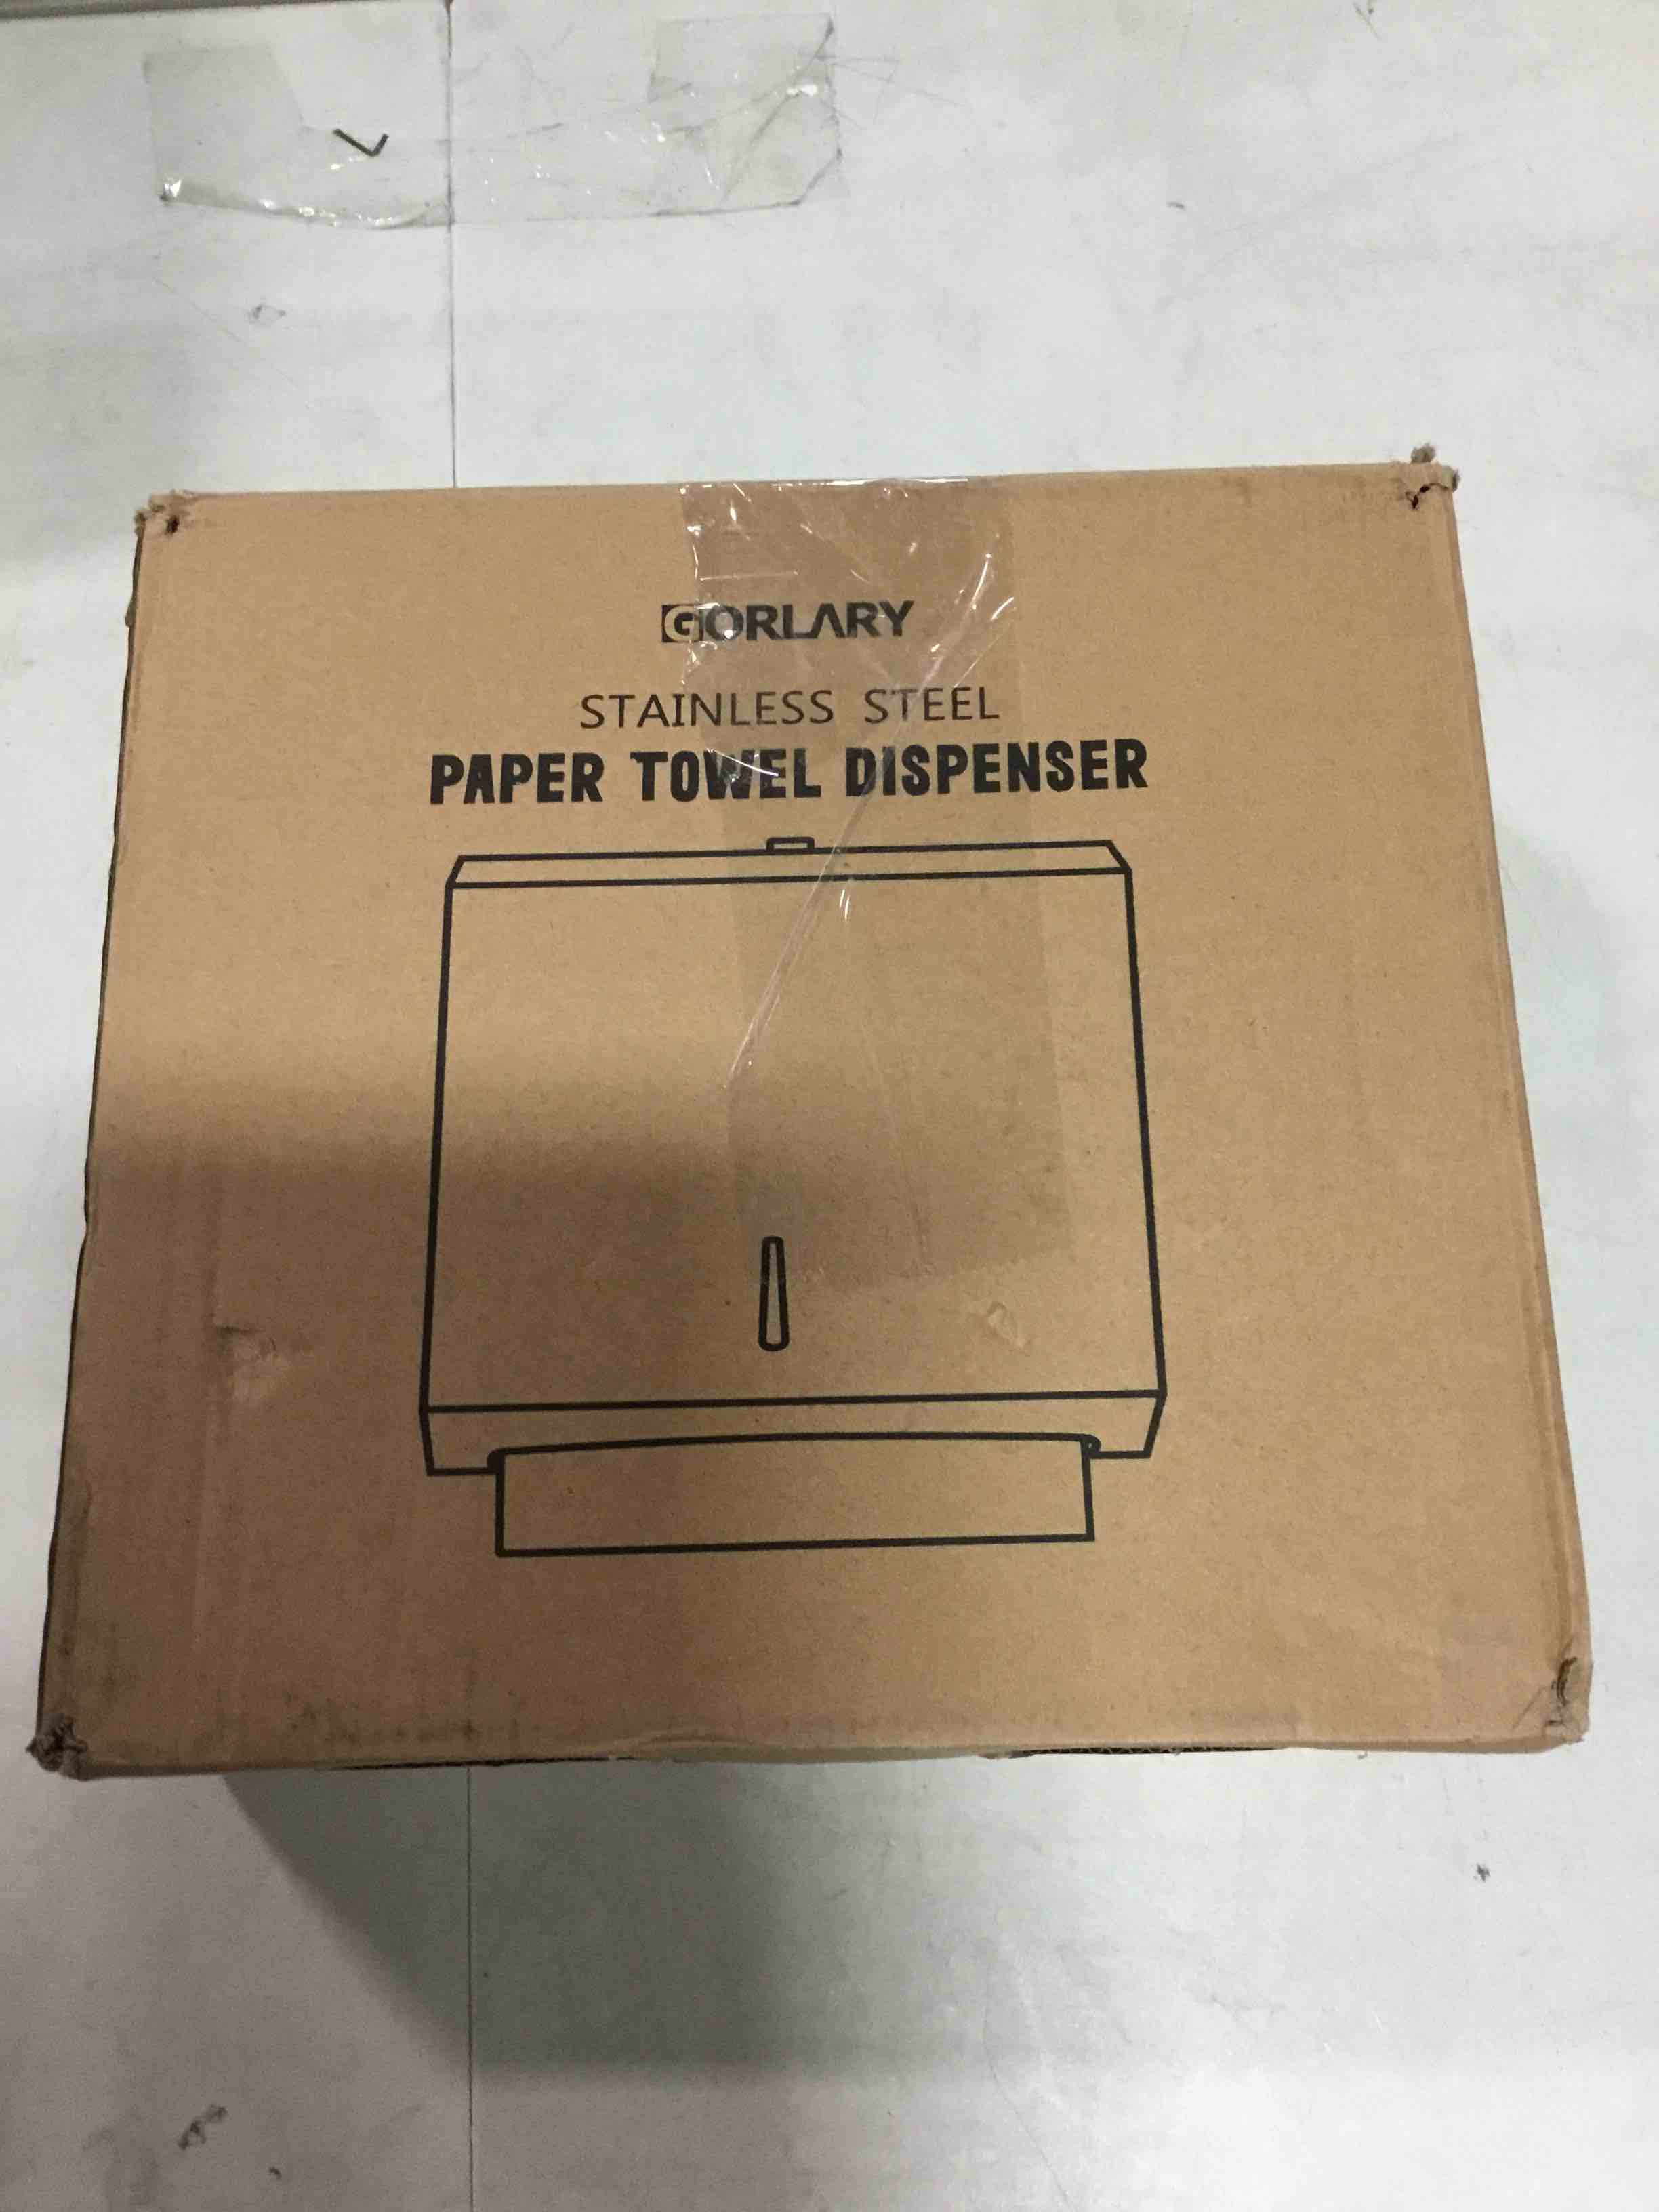 GORLARY
STAINLESS STEEL
PAPER TOWEL DISPENSER